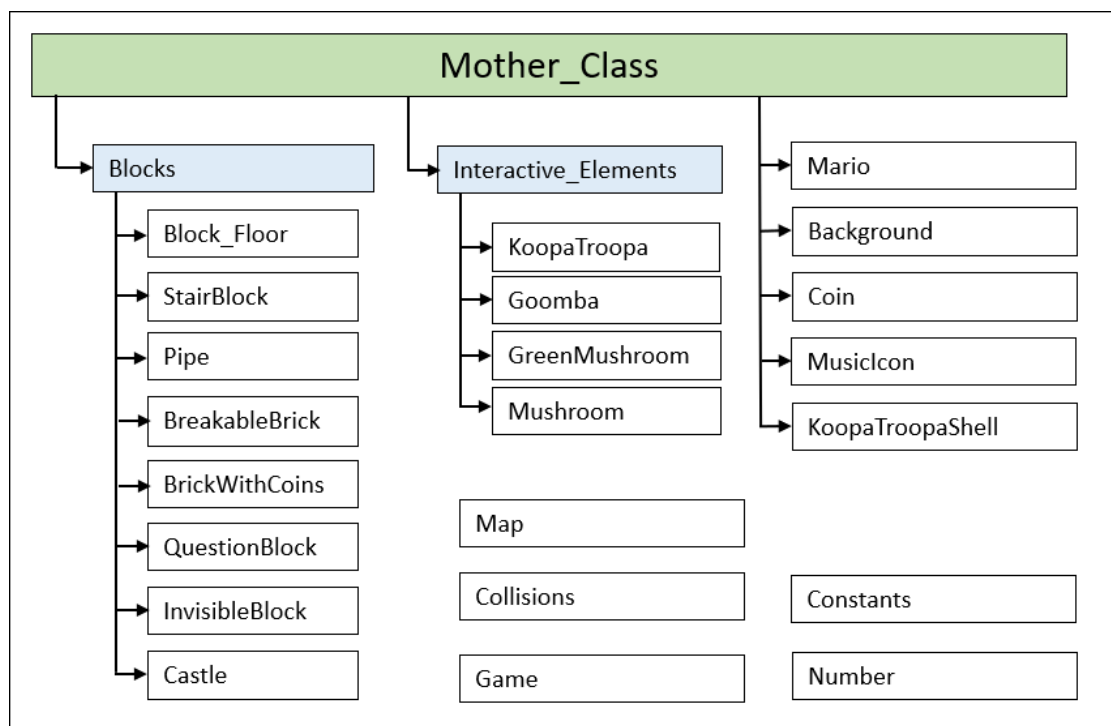 Mother_Class
Blocks
Block_Floor
StairBlock
Pipe
BreakableBrick
BrickWithCoins
QuestionBlock
InvisibleBlock
Castle
Interactive_Elements
KoopaTroopa
Goomba
GreenMushroom
Mushroom
Mario
Background
Coin
MusicIcon
KoopaTroopaShell
Map
Collisions
Game
Constants
Number